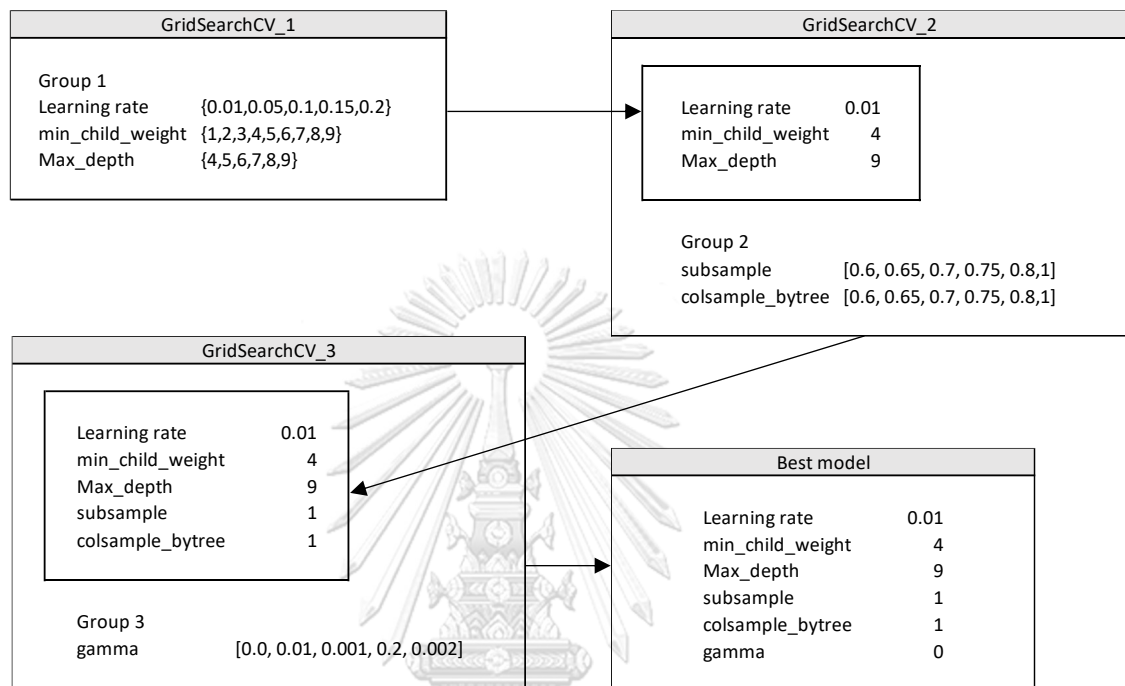 GridSearchCV_1
Group 1
Learning rate {0.01,0.05,0.1,0.15,0.2}
min_child_weight {1,2,3,4,5,6,7,8,9}
Max_depth {4,5,6,7,8,9}
GridSearchCV_2
Learning rate 0.01
min_child_weight 4
Max_depth 9
Group 2
subsample [0.6, 0.65, 0.7, 0.75, 0.8,1]
colsample_bytree [0.6, 0.65, 0.7, 0.75, 0.8,1]
GridSearchCV_3
Learning rate 0.01
min_child_weight 4
Max_depth 9
subsample 1
colsample_bytree 1
Group 3
gamma [0.0, 0.01, 0.001, 0.2, 0.002]
Best model
Learning rate 0.01
min_child_weight 4
Max_depth 9
subsample 1
colsample_bytree 1
gamma 0